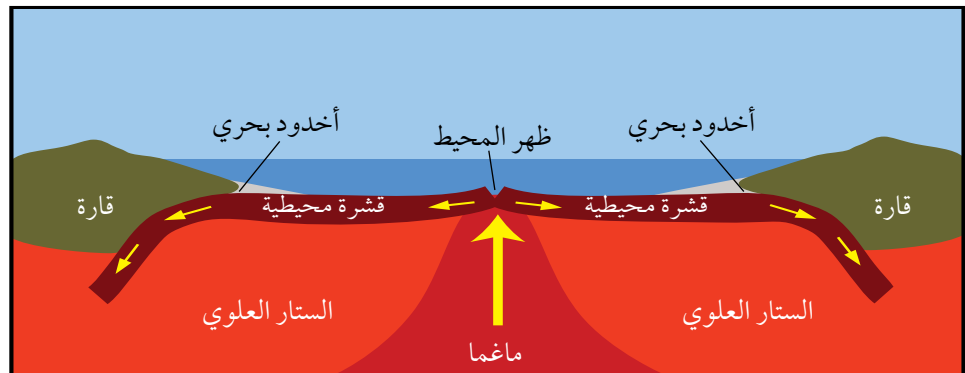 أخدود بحري
ظهر المحيط
أخدود بحري
قارة
قشرة محيطية
قشرة محيطية
قارة
الستار العلوي
الستار العلوي
ماغما